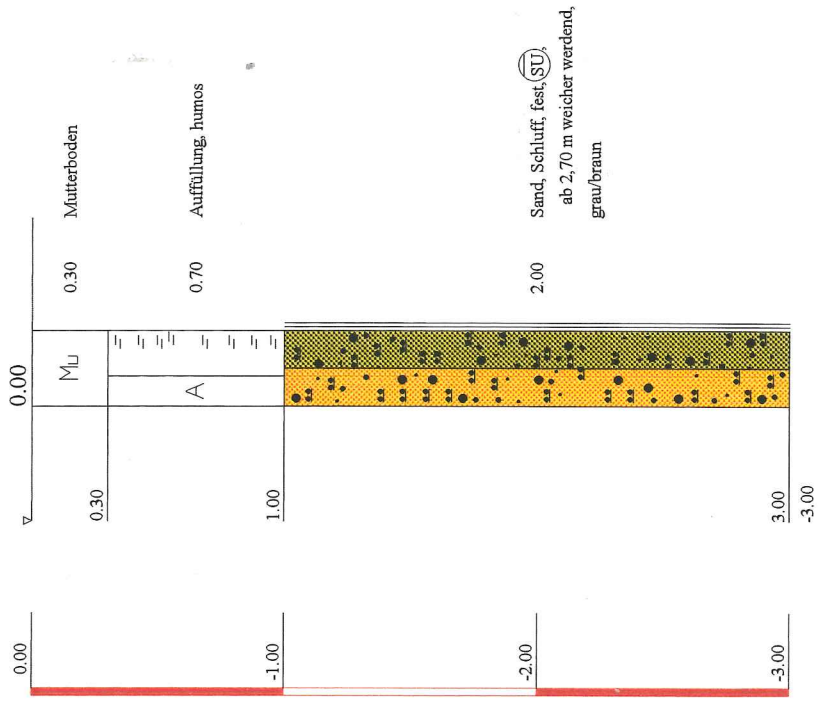 0.00
Mu
0.30 Mutterboden
0.30
A
0.70 Auffüllung, humos
1.00
2.00 Sand, Schluff, fest, SU,
ab 2,70 m weicher werdend,
grau/braun
3.00
-3.00
0.00
-1.00
-2.00
-3.00